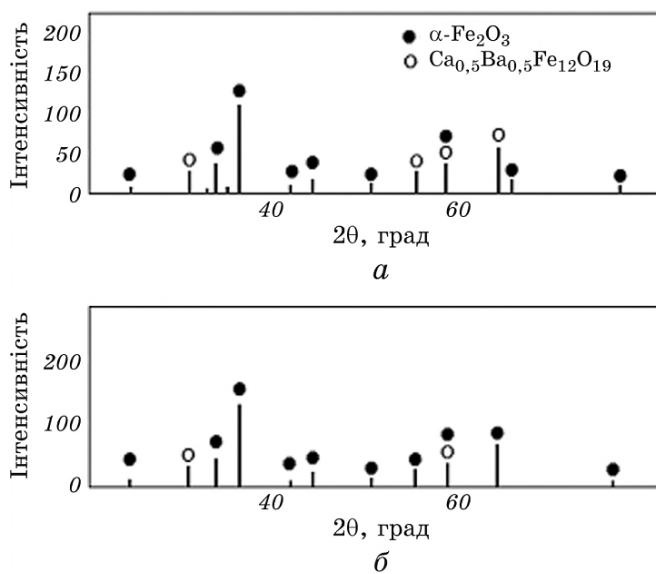 Інтенсивність
200
150
100
50
0
α-Fe₂O₃
Ca₀,₅Ba₀,₅Fe₁₂O₁₉
40
60
2θ, град
а
Інтенсивність
200
100
0
40
60
2θ, град
б